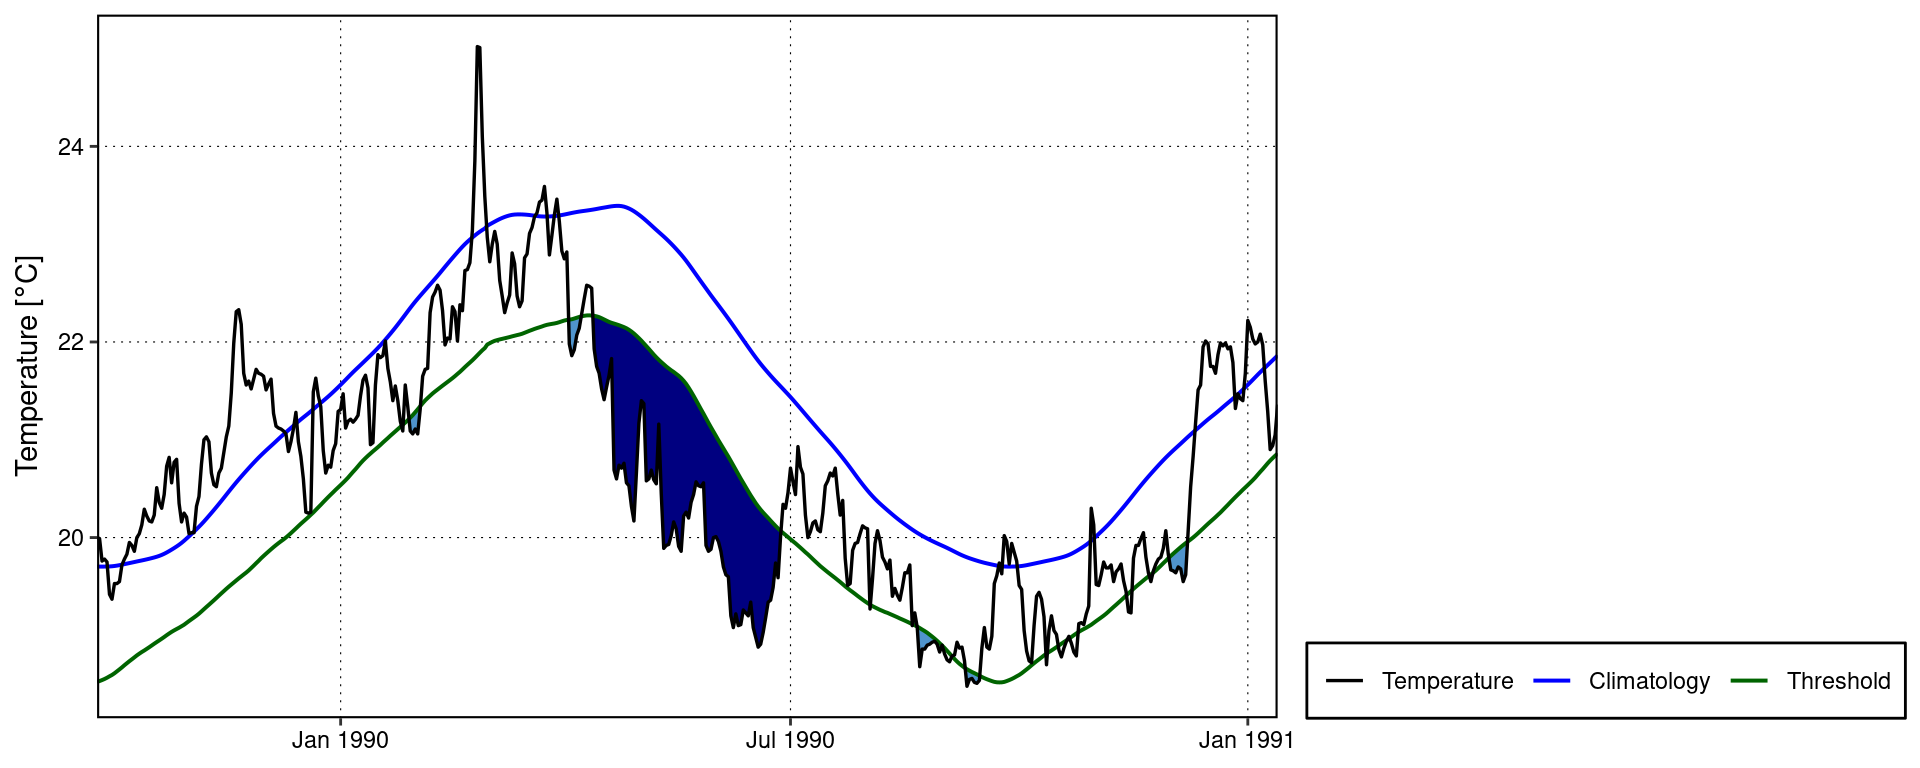 Temperature [°C]
24
22
20
Jan 1990
Jul 1990
Jan 1991
Temperature
Climatology
Threshold